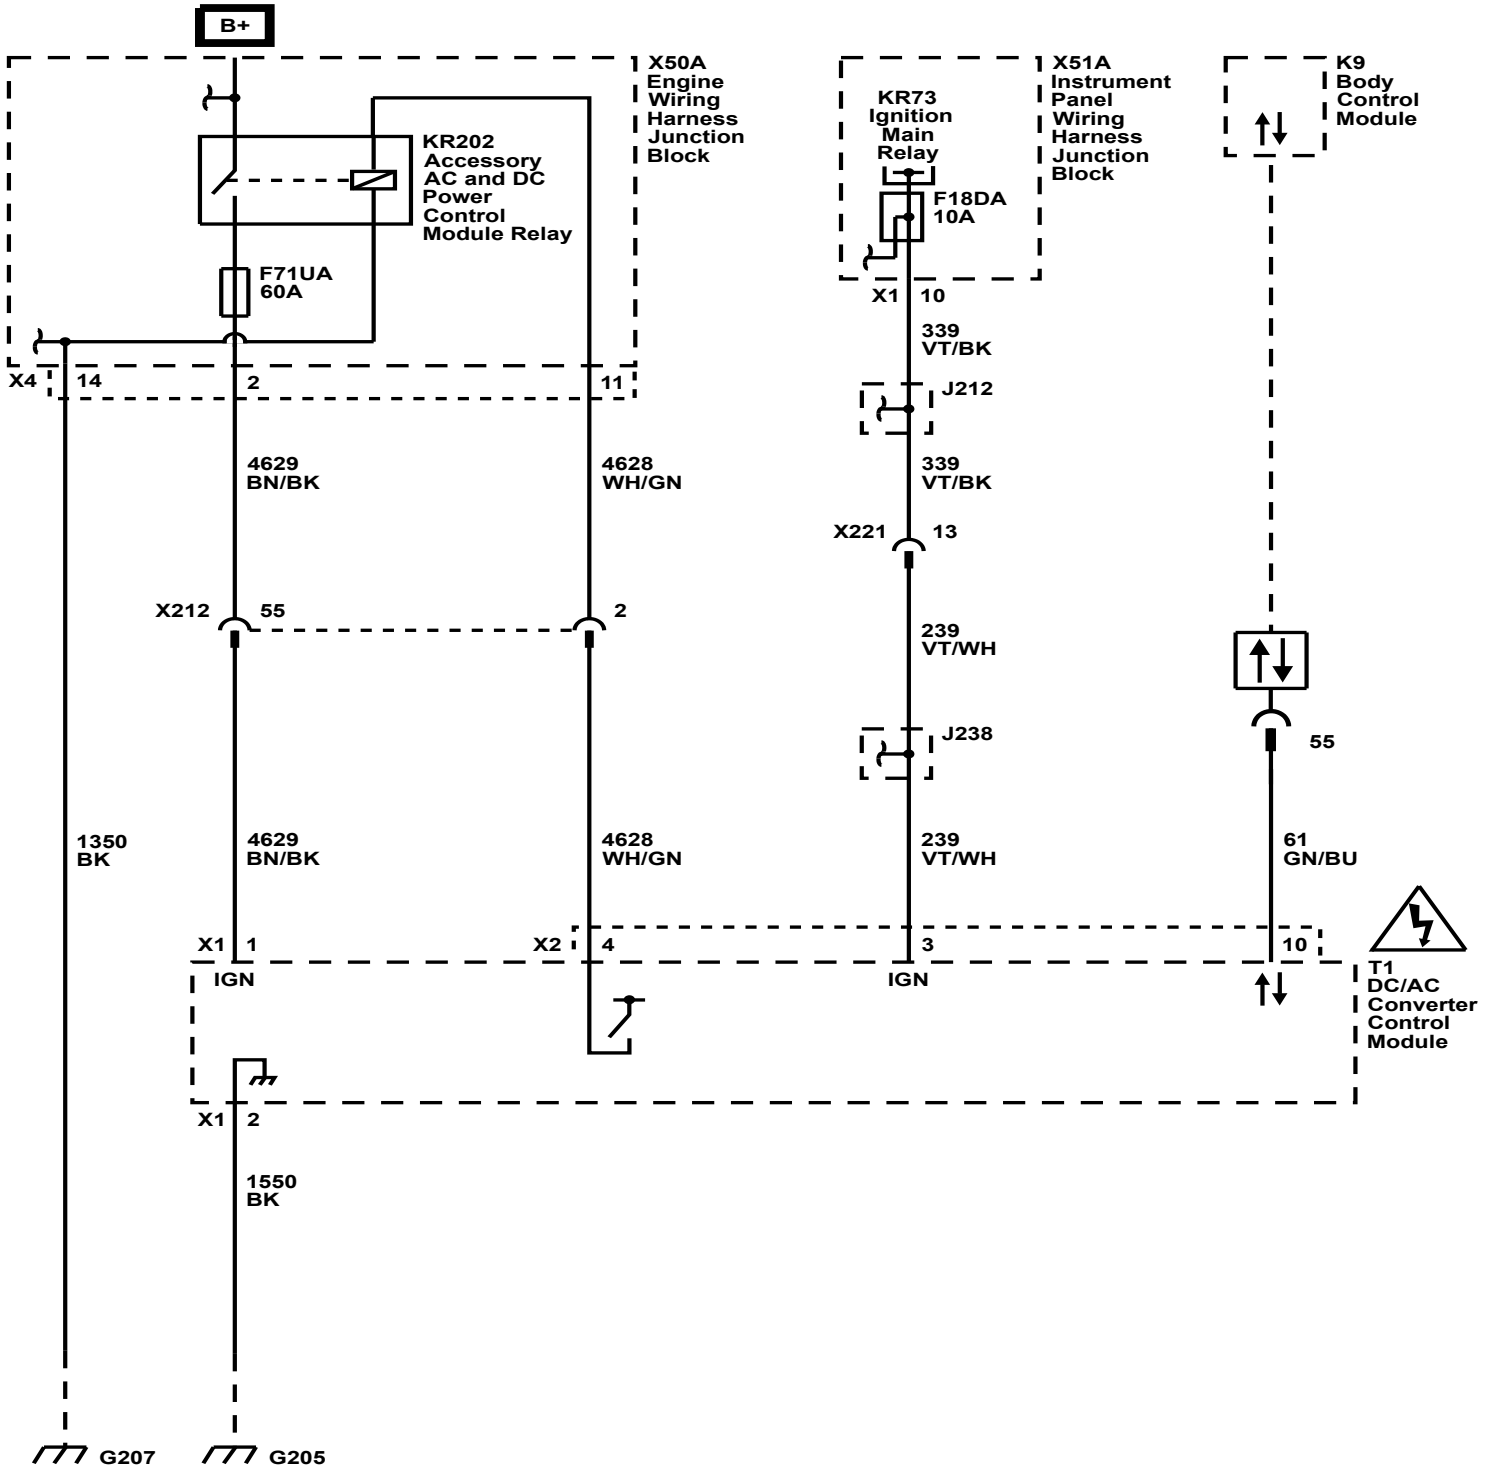 B+
X50A
Engine
Wiring
Harness
Junction
Block
KR202
Accessory
AC and DC
Power
Control
Module Relay
F71UA
60A
X4
14
2
11
X51A
Instrument
Panel
Wiring
Harness
Junction
Block
KR73
Ignition
Main
Relay
F18DA
10A
X1
10
K9
Body
Control
Module
339
VT/BK
J212
339
VT/BK
4629
BN/BK
4628
WH/GN
X221
13
X212
55
2
239
VT/WH
J238
55
1350
BK
4629
BN/BK
4628
WH/GN
239
VT/WH
61
GN/BU
X1
1
X2
4
3
10
IGN
IGN
T1
DC/AC
Converter
Control
Module
X1
2
1550
BK
G207
G205